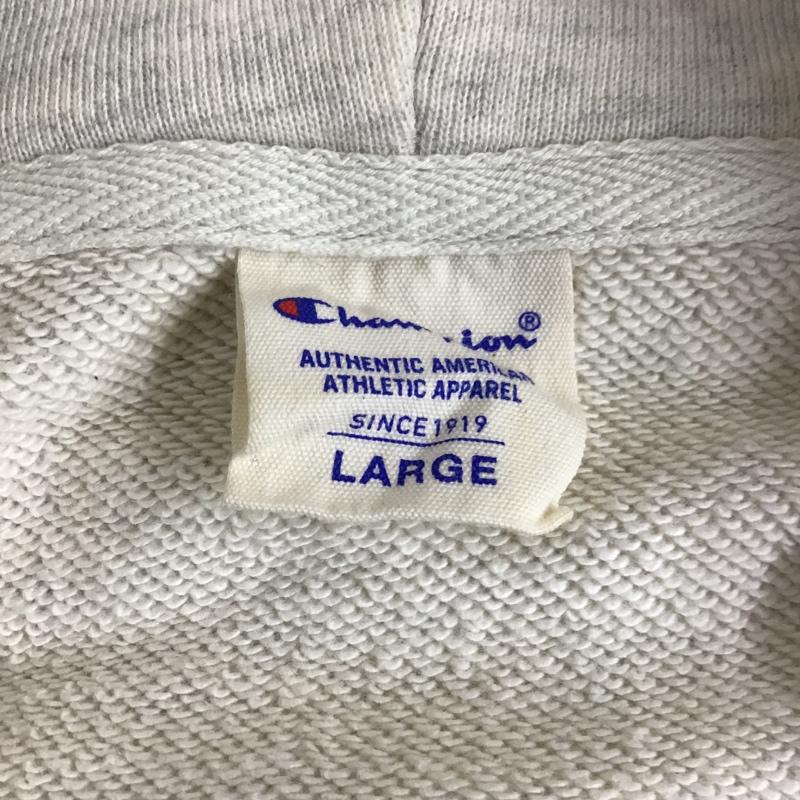 Champion®
AUTHENTIC AMERICAN
ATHLETIC APPAREL
SINCE 1919
LARGE